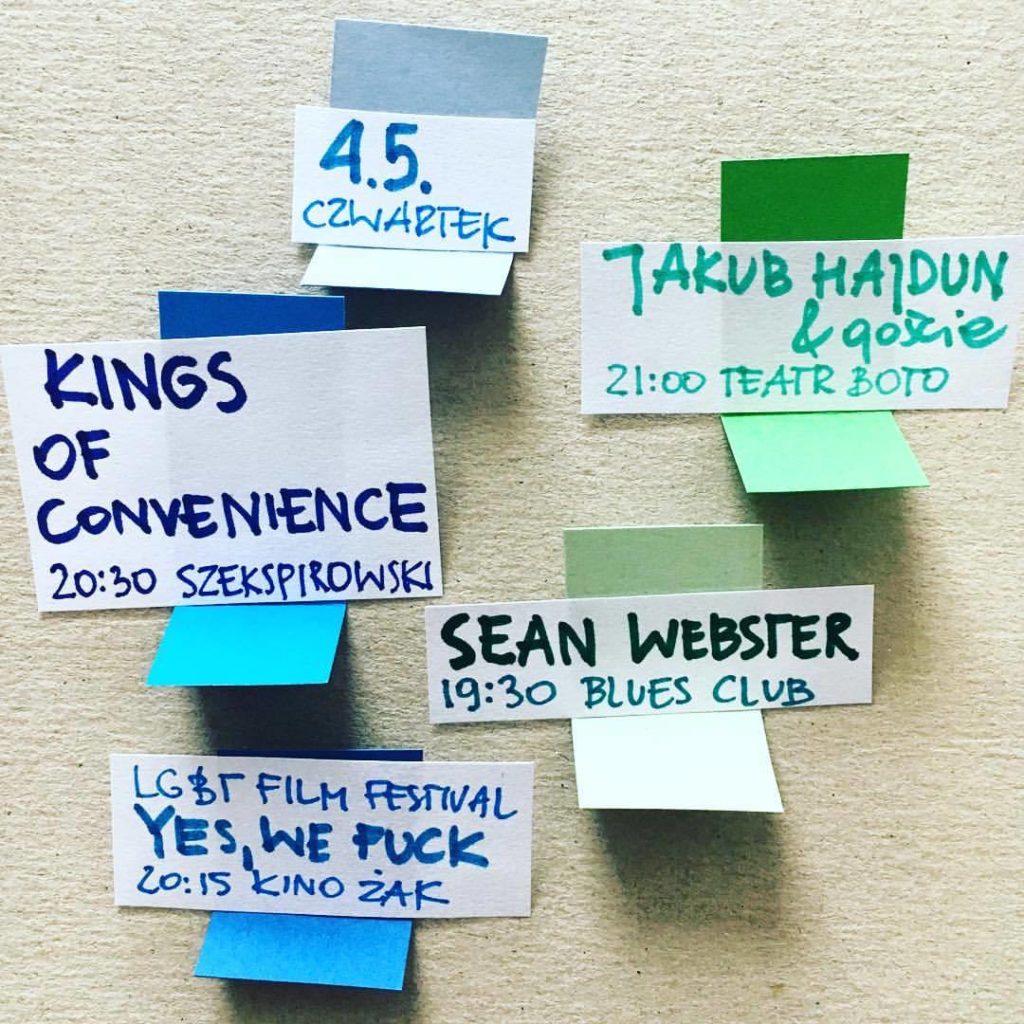 4.5.
CZWARTEK
JAKUB HAJDUN
& goście
21:00 TEATR BOTO
KINGS
OF
CONVENIENCE
20:30 SZEKSPIROWSKI
SEAN WEBSTER
19:30 BLUES CLUB
LGBT FILM FESTIVAL
YES, WE FUCK
20:15 KINO ŻAK